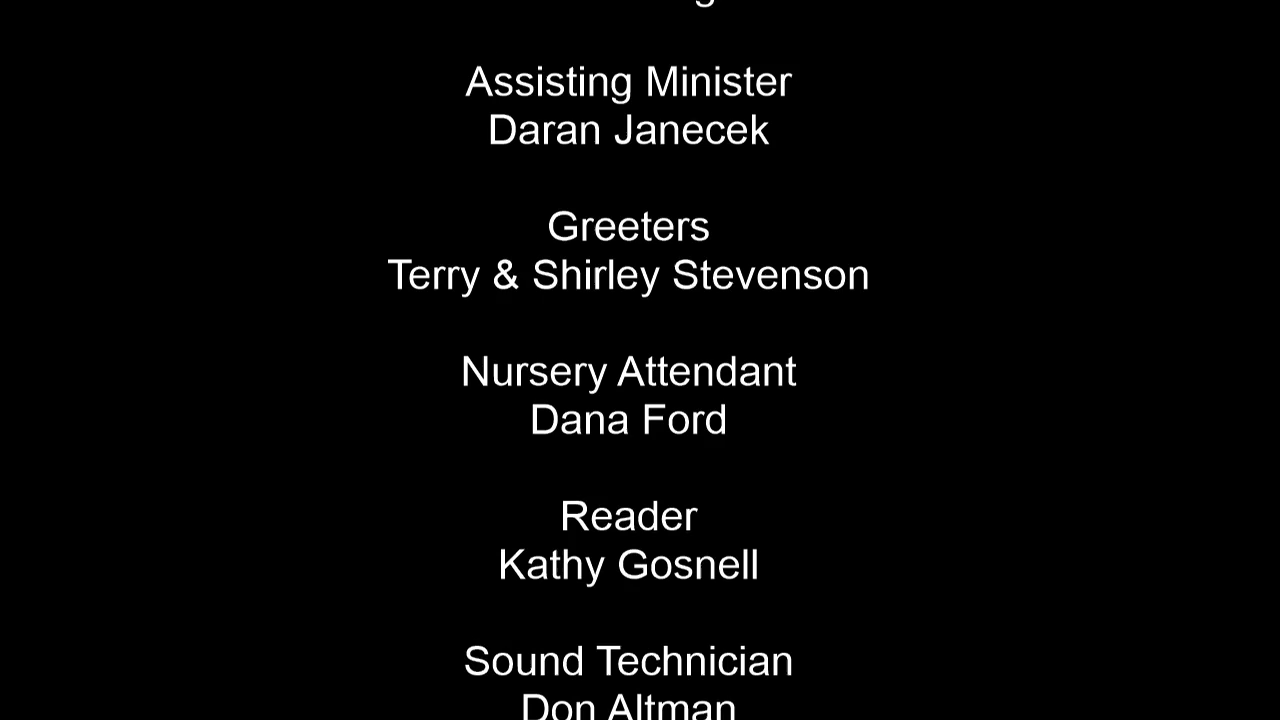 Assisting Minister
Daran Janecek
Greeters
Terry & Shirley Stevenson
Nursery Attendant
Dana Ford
Reader
Kathy Gosnell
Sound Technician
Don Altman